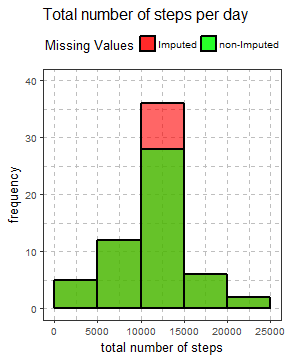 Total number of steps per day
Missing Values Imputed non-Imputed
40
30
20
10
0
frequency
0 5000 10000 15000 20000 25000
total number of steps